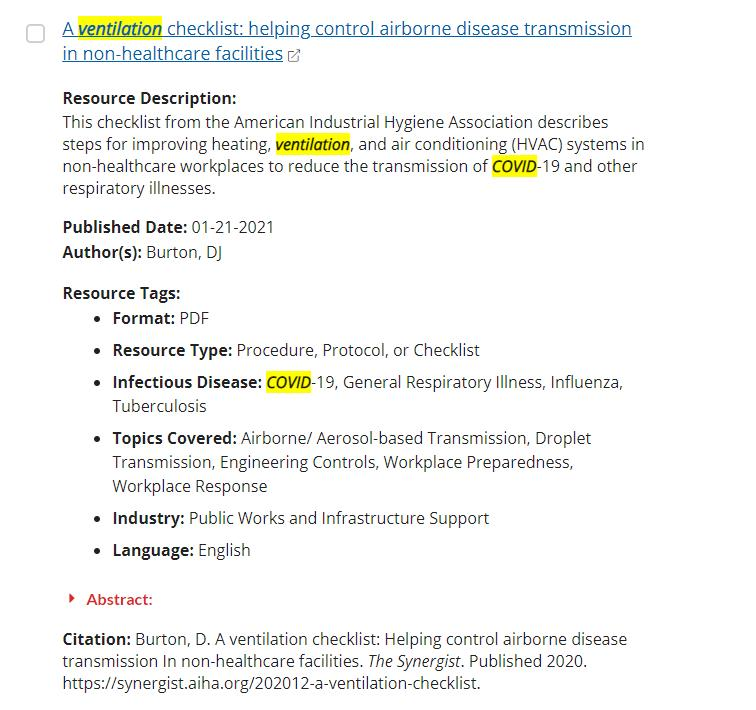 A ventilation checklist: helping control airborne disease transmission
in non-healthcare facilities
Resource Description:
This checklist from the American Industrial Hygiene Association describes
steps for improving heating, ventilation, and air conditioning (HVAC) systems in
non-healthcare workplaces to reduce the transmission of COVID-19 and other
respiratory illnesses.
Published Date: 01-21-2021
Author(s): Burton, DJ
Resource Tags:
Format: PDF
Resource Type: Procedure, Protocol, or Checklist
Infectious Disease: COVID-19, General Respiratory Illness, Influenza,
Tuberculosis
Topics Covered: Airborne/ Aerosol-based Transmission, Droplet
Transmission, Engineering Controls, Workplace Preparedness,
Workplace Response
Industry: Public Works and Infrastructure Support
Language: English
Abstract:
Citation: Burton, D. A ventilation checklist: Helping control airborne disease
transmission In non-healthcare facilities. The Synergist. Published 2020.
https://synergist.aiha.org/202012-a-ventilation-checklist.